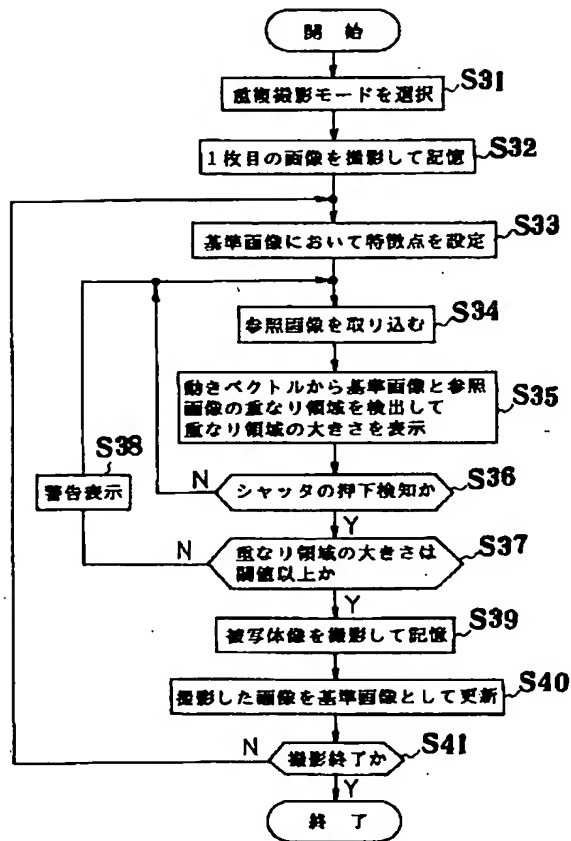 開始
重複撮影モードを選択
S31
1枚目の画像を撮影して記憶
S32
基準画像において特徴点を設定
S33
参照画像を取り込む
S34
動きベクトルから基準画像と参照
画像の重なり領域を検出して
重なり領域の大きさを表示
S35
S38
警告表示
N
シャッタの押下検知か
S36
Y
N
重なり領域の大きさは
閾値以上か
S37
Y
被写体像を撮影して記憶
S39
撮影した画像を基準画像として更新
S40
N
撮影終了か
S41
Y
終了